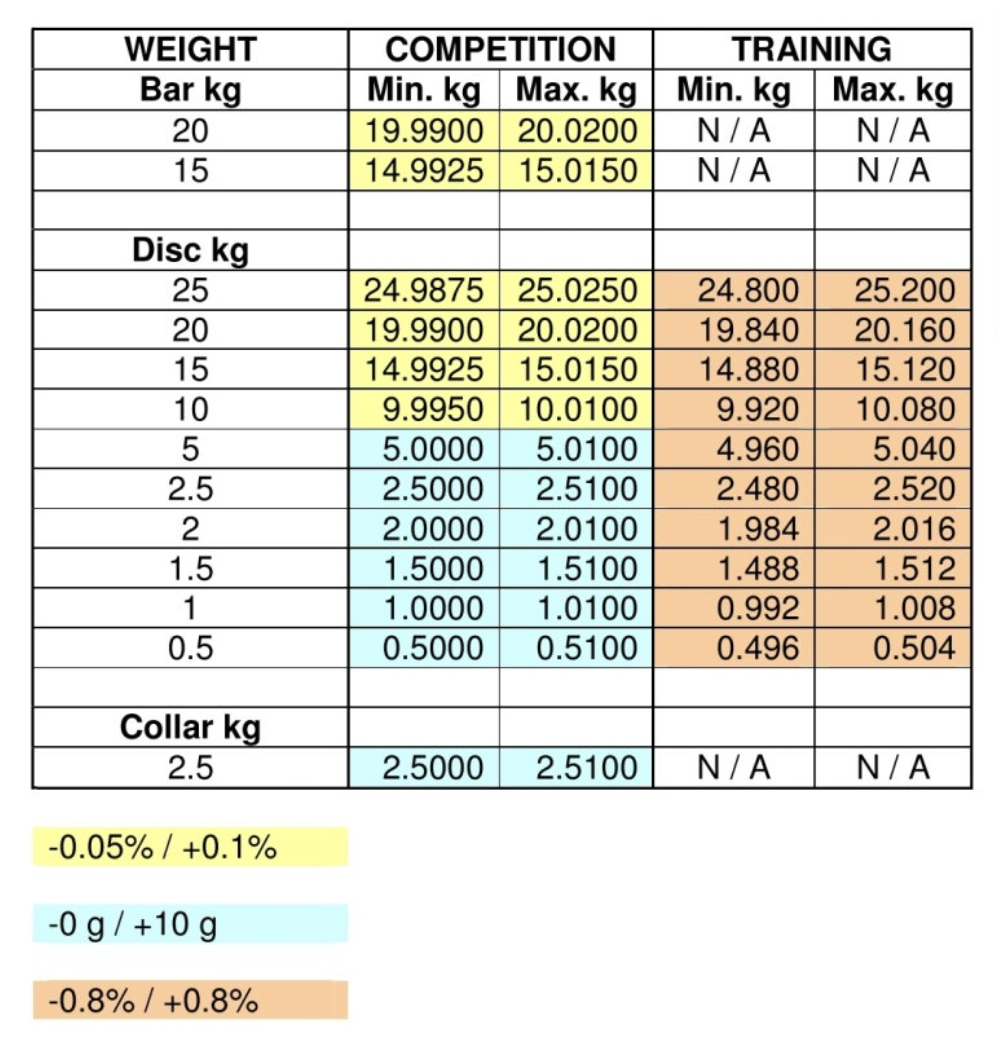 WEIGHT COMPETITION TRAINING
Bar kg Min. kg Max. kg Min. kg Max. kg
20 19.9900 20.0200 N / A N / A
15 14.9925 15.0150 N / A N / A
Disc kg
25 24.9875 25.0250 24.800 25.200
20 19.9900 20.0200 19.840 20.160
15 14.9925 15.0150 14.880 15.120
10 9.9950 10.0100 9.920 10.080
5 5.0000 5.0100 4.960 5.040
2.5 2.5000 2.5100 2.480 2.520
2 2.0000 2.0100 1.984 2.016
1.5 1.5000 1.5100 1.488 1.512
1 1.0000 1.0100 0.992 1.008
0.5 0.5000 0.5100 0.496 0.504
Collar kg
2.5 2.5000 2.5100 N / A N / A
-0.05% / +0.1%
-0 g / +10 g
-0.8% / +0.8%